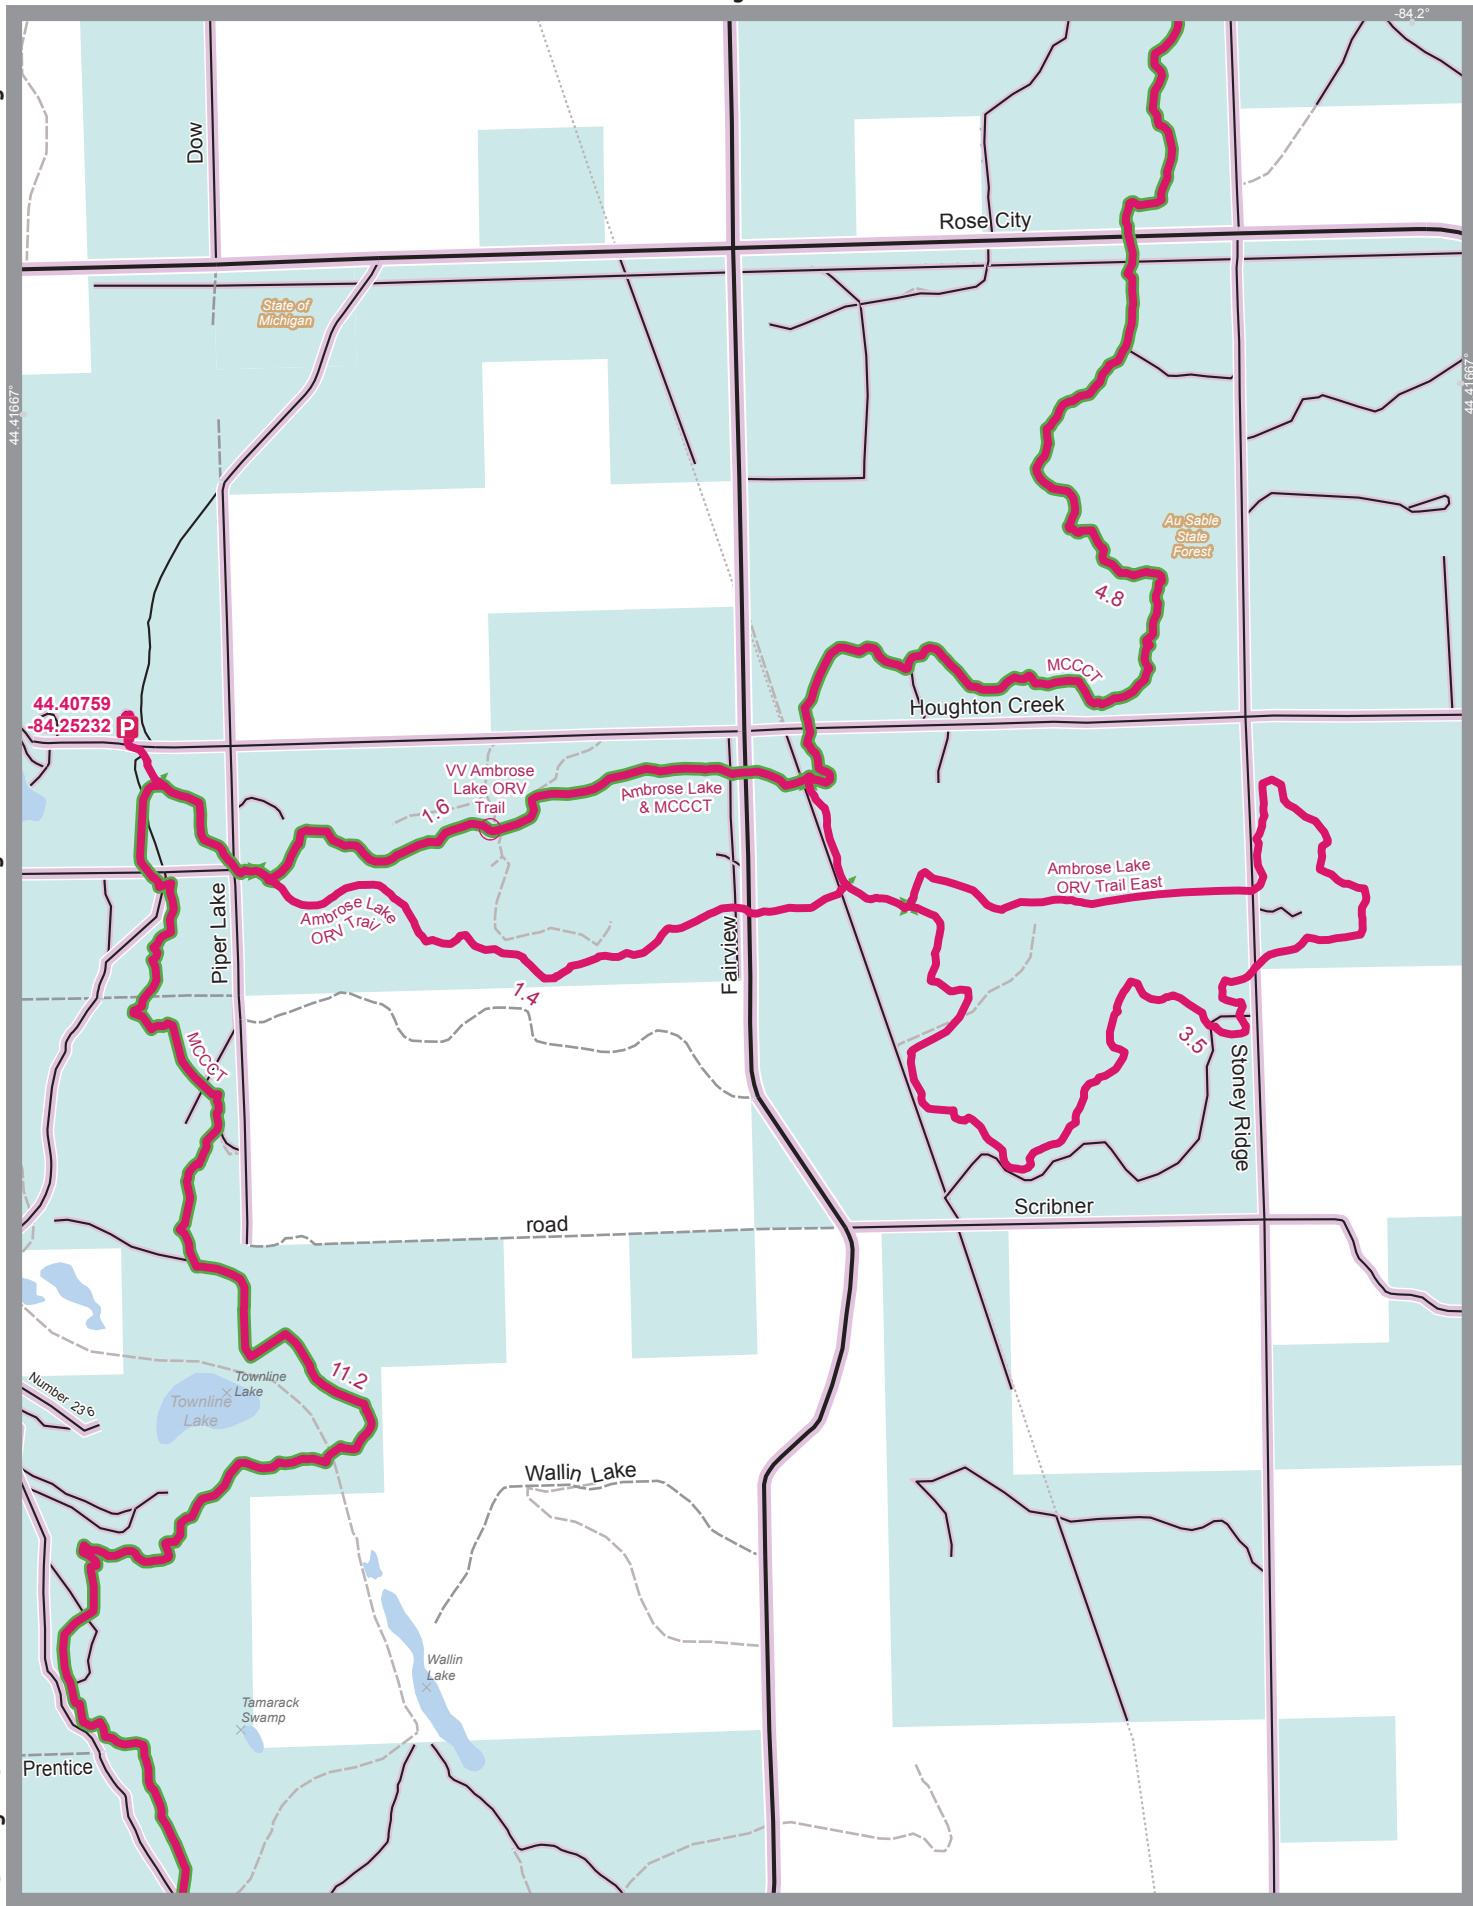 -84.2°
Dow
Rose City
State of
Michigan
44.41667°
44.41667°
Au Sable
State
Forest
4.8
MCCCT
Houghton Creek
44.40759
-84.25232
P
VV Ambrose
Lake ORV
Trail
1.6
Ambrose Lake
& MCCCT
Ambrose Lake
ORV Trail East
Ambrose Lake
ORV Trail
Piper Lake
Fairview
1.4
MCCCT
3.5
Stoney Ridge
Scribner
road
11.2
Townline
Lake
Townline
Lake
Number 236
Wallin Lake
Wallin
Lake
Tamarack
Swamp
Prentice